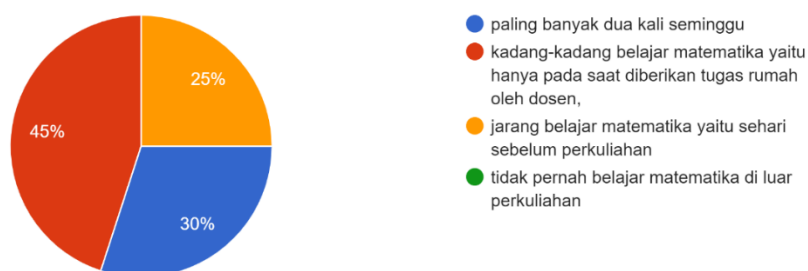 25%
45%
30%
paling banyak dua kali seminggu
kadang-kadang belajar matematika yaitu
hanya pada saat diberikan tugas rumah
oleh dosen,
jarang belajar matematika yaitu sehari
sebelum perkuliahan
tidak pernah belajar matematika di luar
perkuliahan